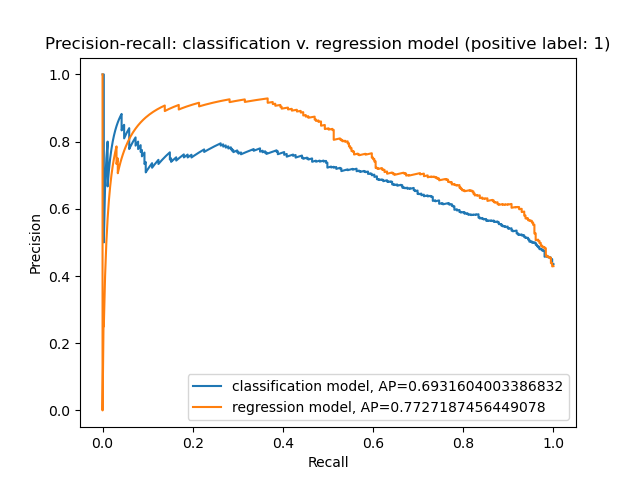 Precision-recall: classification v. regression model (positive label: 1)
1.0
0.8
0.6
0.4
0.2
0.0
Precision
classification model, AP=0.6931604003386832
regression model, AP=0.7727187456449078
0.0 0.2 0.4 0.6 0.8 1.0
Recall